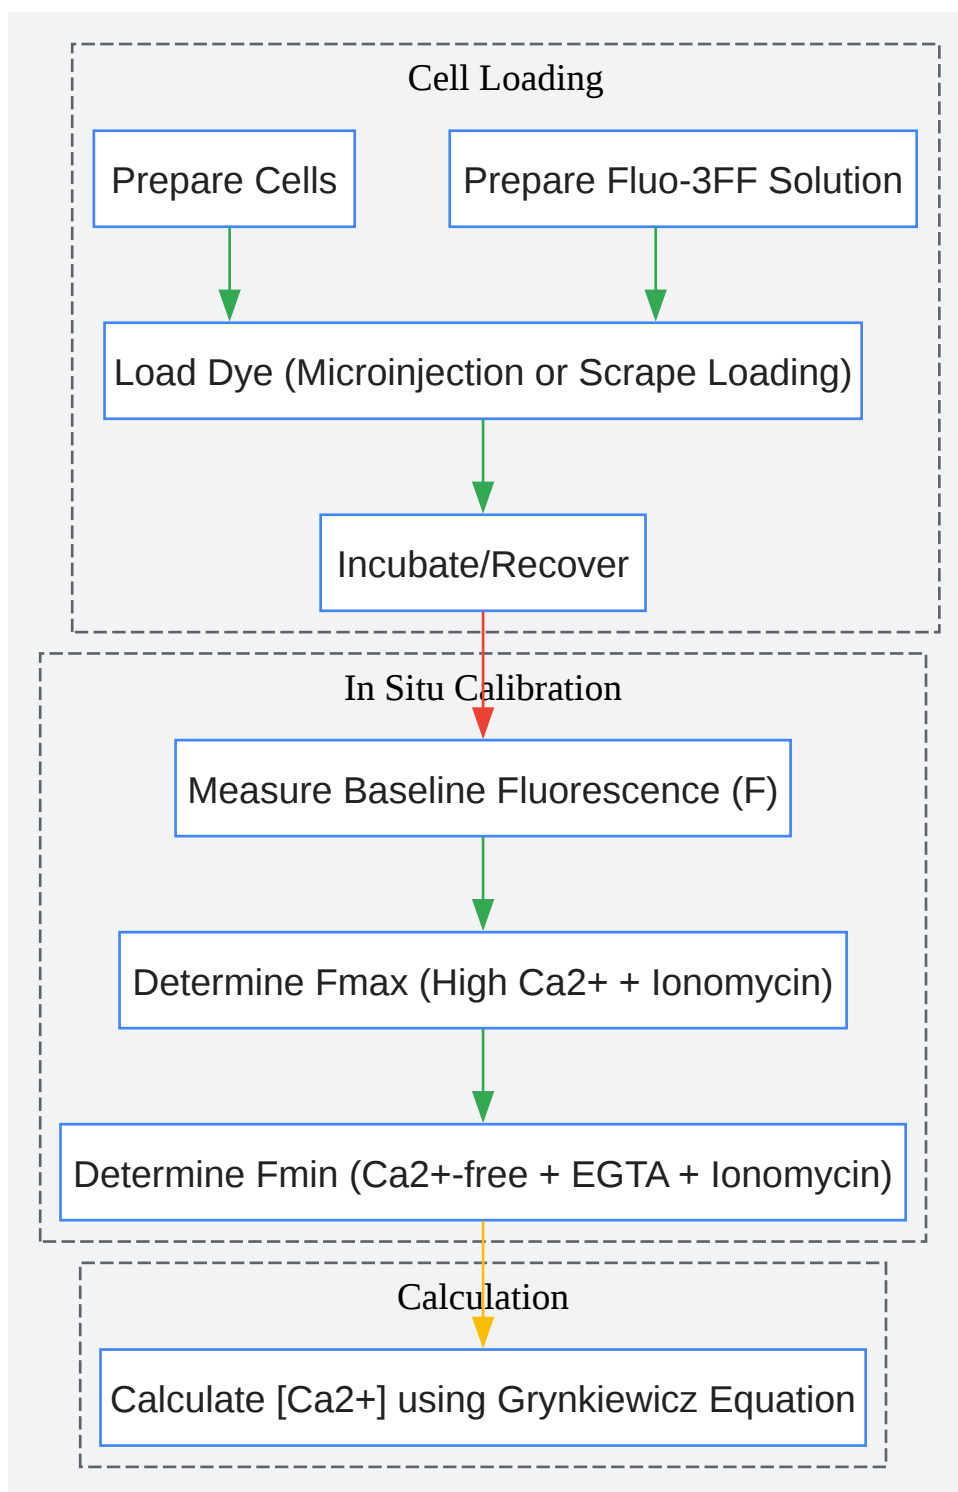 Cell Loading
Prepare Cells
Prepare Fluo-3FF Solution
Load Dye (Microinjection or Scrape Loading)
Incubate/Recover
In Situ Calibration
Measure Baseline Fluorescence (F)
Determine Fmax (High Ca2+ + Ionomycin)
Determine Fmin (Ca2+-free + EGTA + Ionomycin)
Calculation
Calculate [Ca2+] using Grynkiewicz Equation